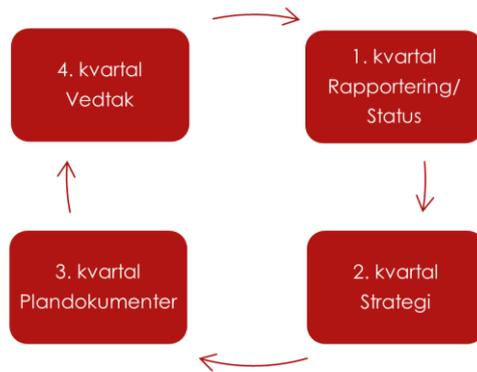 1. kvartal
Rapportering/
Status
2. kvartal
Strategi
3. kvartal
Plandokumenter
4. kvartal
Vedtak